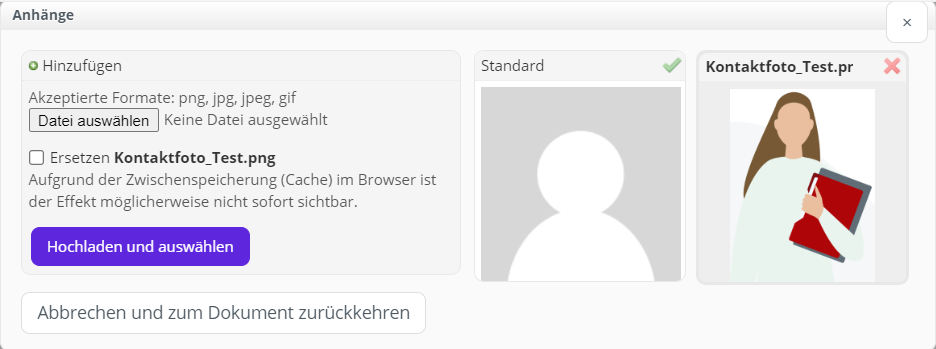 Anhänge
×
Hinzufügen
Akzeptierte Formate: png, jpg, jpeg, gif
Datei auswählen Keine Datei ausgewählt
Ersetzen Kontaktfoto_Test.png
Aufgrund der Zwischenspeicherung (Cache) im Browser ist
der Effekt möglicherweise nicht sofort sichtbar.
Hochladen und auswählen
Standard
Kontaktfoto_Test.pr
Abbrechen und zum Dokument zurückkehren